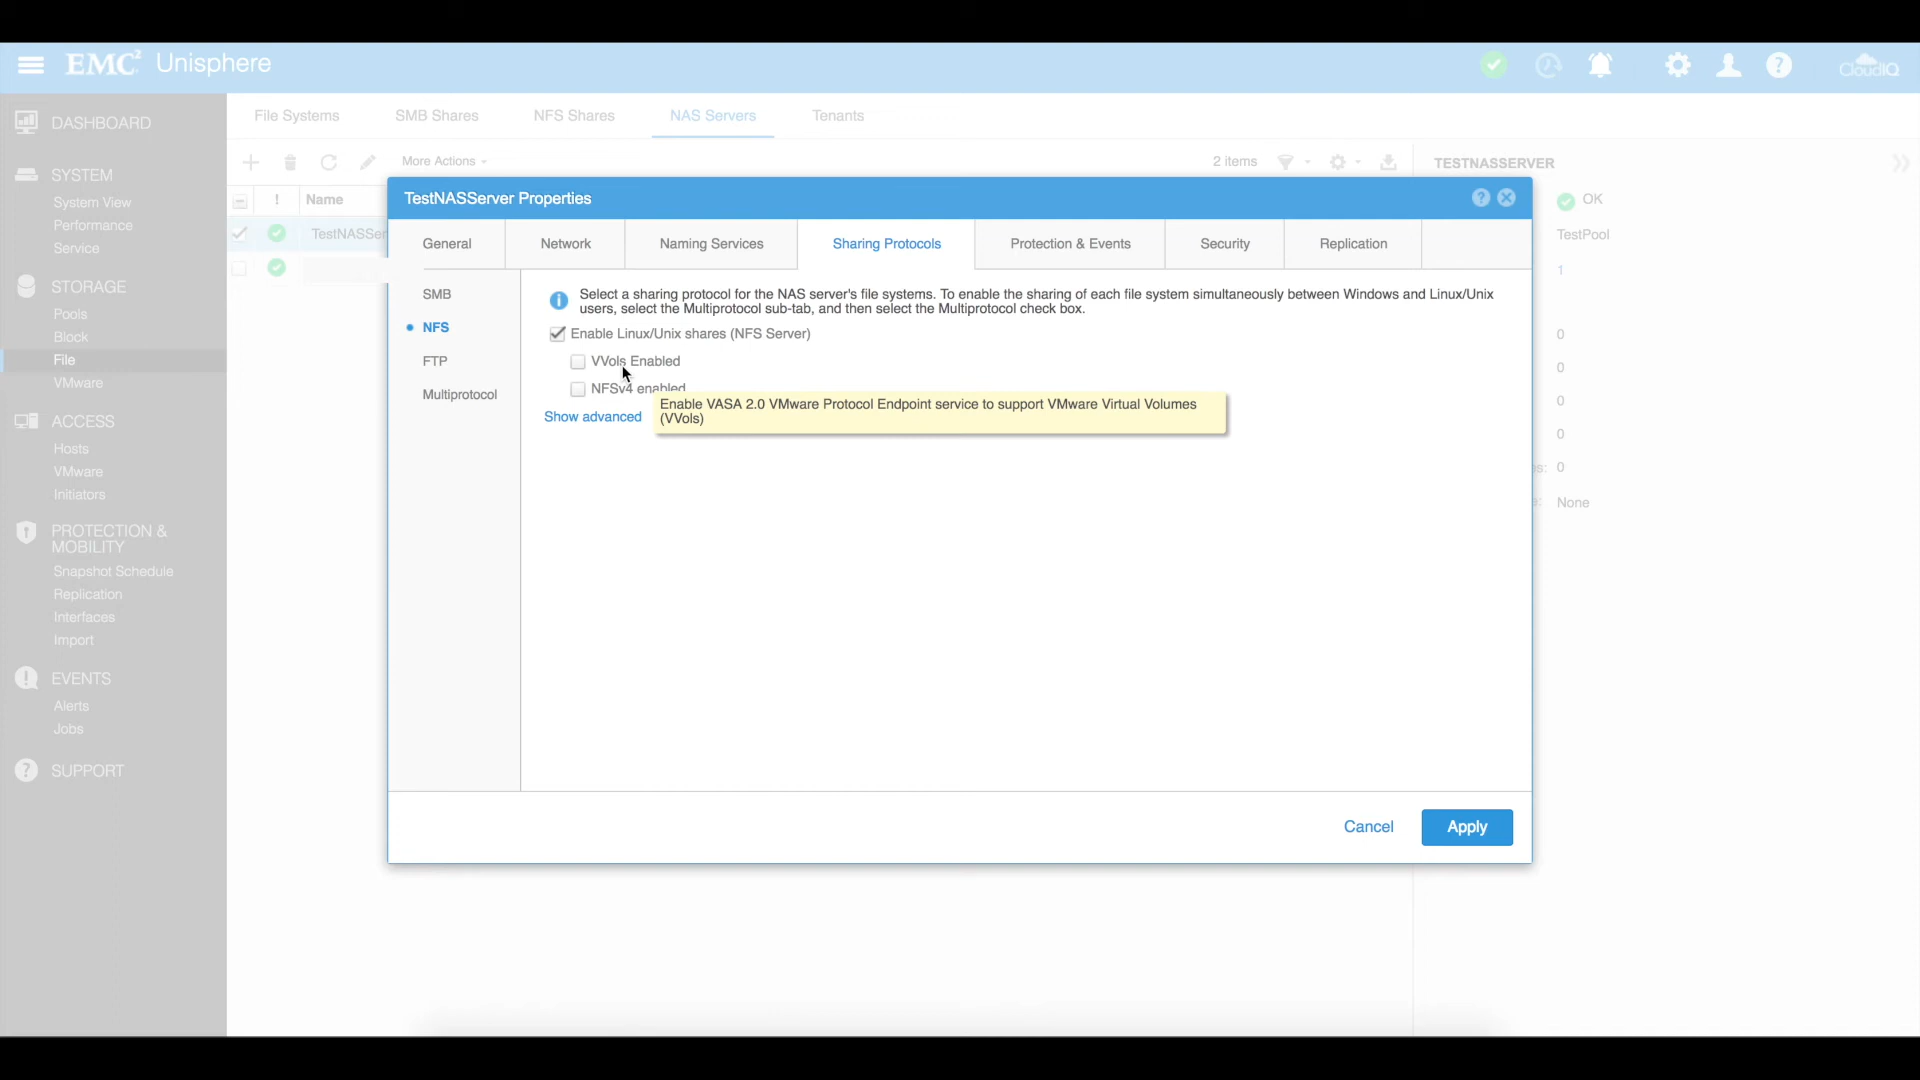 EMC² Unisphere
CloudIQ
DASHBOARD
SYSTEM
System View
Performance
Service
STORAGE
Pools
Block
File
VMware
ACCESS
Hosts
VMware
Initiators
PROTECTION &
MOBILITY
Snapshot Schedule
Replication
Interfaces
Import
EVENTS
Alerts
Jobs
SUPPORT
File Systems SMB Shares NFS Shares NAS Servers Tenants
More Actions 2 items
! Name
TestNASSer
TestNASServer Properties
General Network Naming Services Sharing Protocols Protection & Events Security Replication
SMB
NFS
FTP
Multiprotocol
Select a sharing protocol for the NAS server's file systems. To enable the sharing of each file system simultaneously between Windows and Linux/Unix
users, select the Multiprotocol sub-tab, and then select the Multiprotocol check box.
Enable Linux/Unix shares (NFS Server)
VVols Enabled
NFSv4 enabled
Show advanced
Enable VASA 2.0 VMware Protocol Endpoint service to support VMware Virtual Volumes
(VVols)
Cancel Apply
TESTNASSERVER
OK
TestPool
1
0
0
0
0
s: 0
e: None